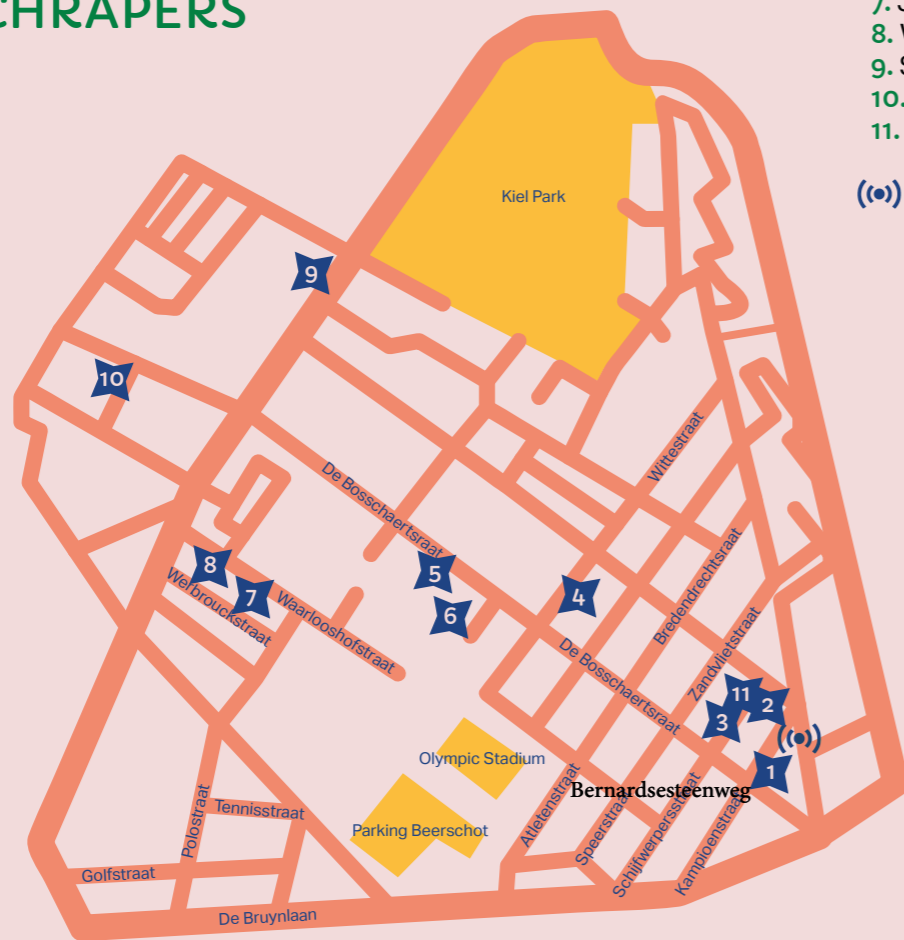 CHRAPERS
7.
8.
9. S
10.
11.
Kiel Park
9
10
Wittestraat
De Bosschaertsraat
5
8
7
Werbrouckstraat
Waarlooshofstraat
6
4
Bredendrechtsraat
Zandvlietstraat
De Bosschaertsraat
11
2
3
1
Olympic Stadium
Bernardsesteenweg
Parking Beerschot
Atletenstraat
Speerstraat
Schijfwerpersstraat
Kampioenstraat
Polostraat
Tennisstraat
Golfstraat
De Bruynlaan